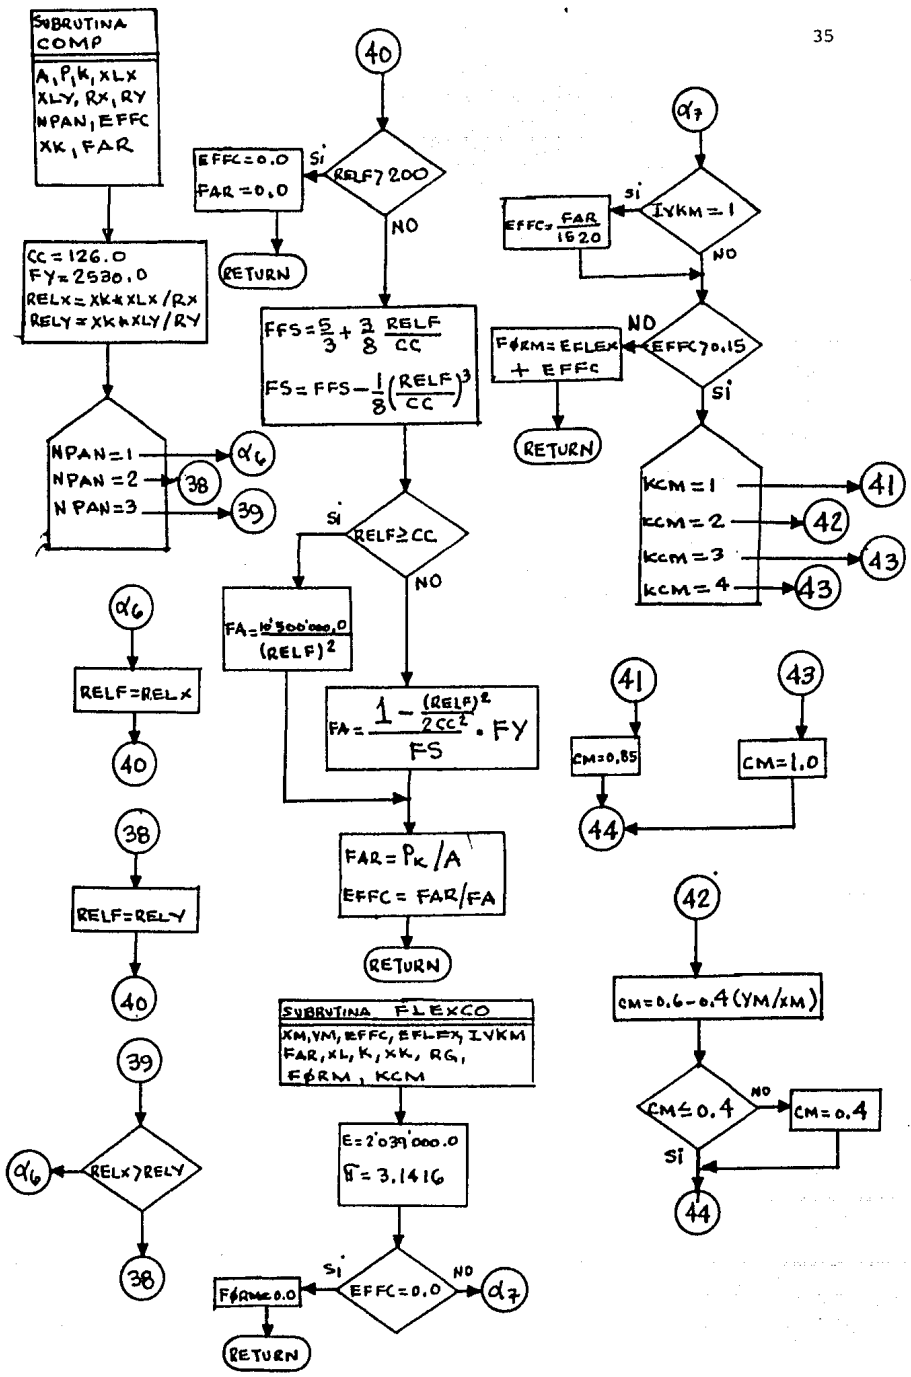 35
SUBRUTINA
COMP
A, P, K, XLX
XLY, RX, RY
NPAN, EFFC
XK, FAR
CC=126.0
FY=2530.0
RELX=XK*XLX/RX
RELY=XK*XLY/RY
NPAN=1
α6
NPAN=2
38
NPAN=3
39
α6
RELF=RELX
40
38
RELF=RELY
40
39
RELX>RELY
α6
38
40
RELF>200
Si
EFFC=0.0
FAR=0.0
RETURN
NO
FFS=5/3+3/8 RELF/CC
FS=FFS-1/8(RELF/CC)^3
RELF≥CC
Si
FA=10'500'000.0/(RELF)^2
NO
FA=(1-(RELF)^2/2CC^2)/FS·FY
FAR=PK/A
EFFC=FAR/FA
RETURN
SUBRUTINA FLEXCO
XM, YM, EFFC, EFLEX, IVKM
FAR, XL, K, XK, RG,
FØRM, KCM
E=2'039'000.0
π=3.1416
EFFC=0.0
Si
FØRM=0.0
RETURN
NO
α7
α7
IVKM=1
Si
EFFC=FAR/1520
NO
EFFC>0.15
NO
FØRM=EFLEX
+ EFFC
RETURN
Si
KCM=1
41
KCM=2
42
KCM=3
43
KCM=4
43
41
CM=0.85
44
43
CM=1.0
42
CM=0.6-0.4(YM/XM)
CM≤0.4
NO
CM=0.4
Si
44